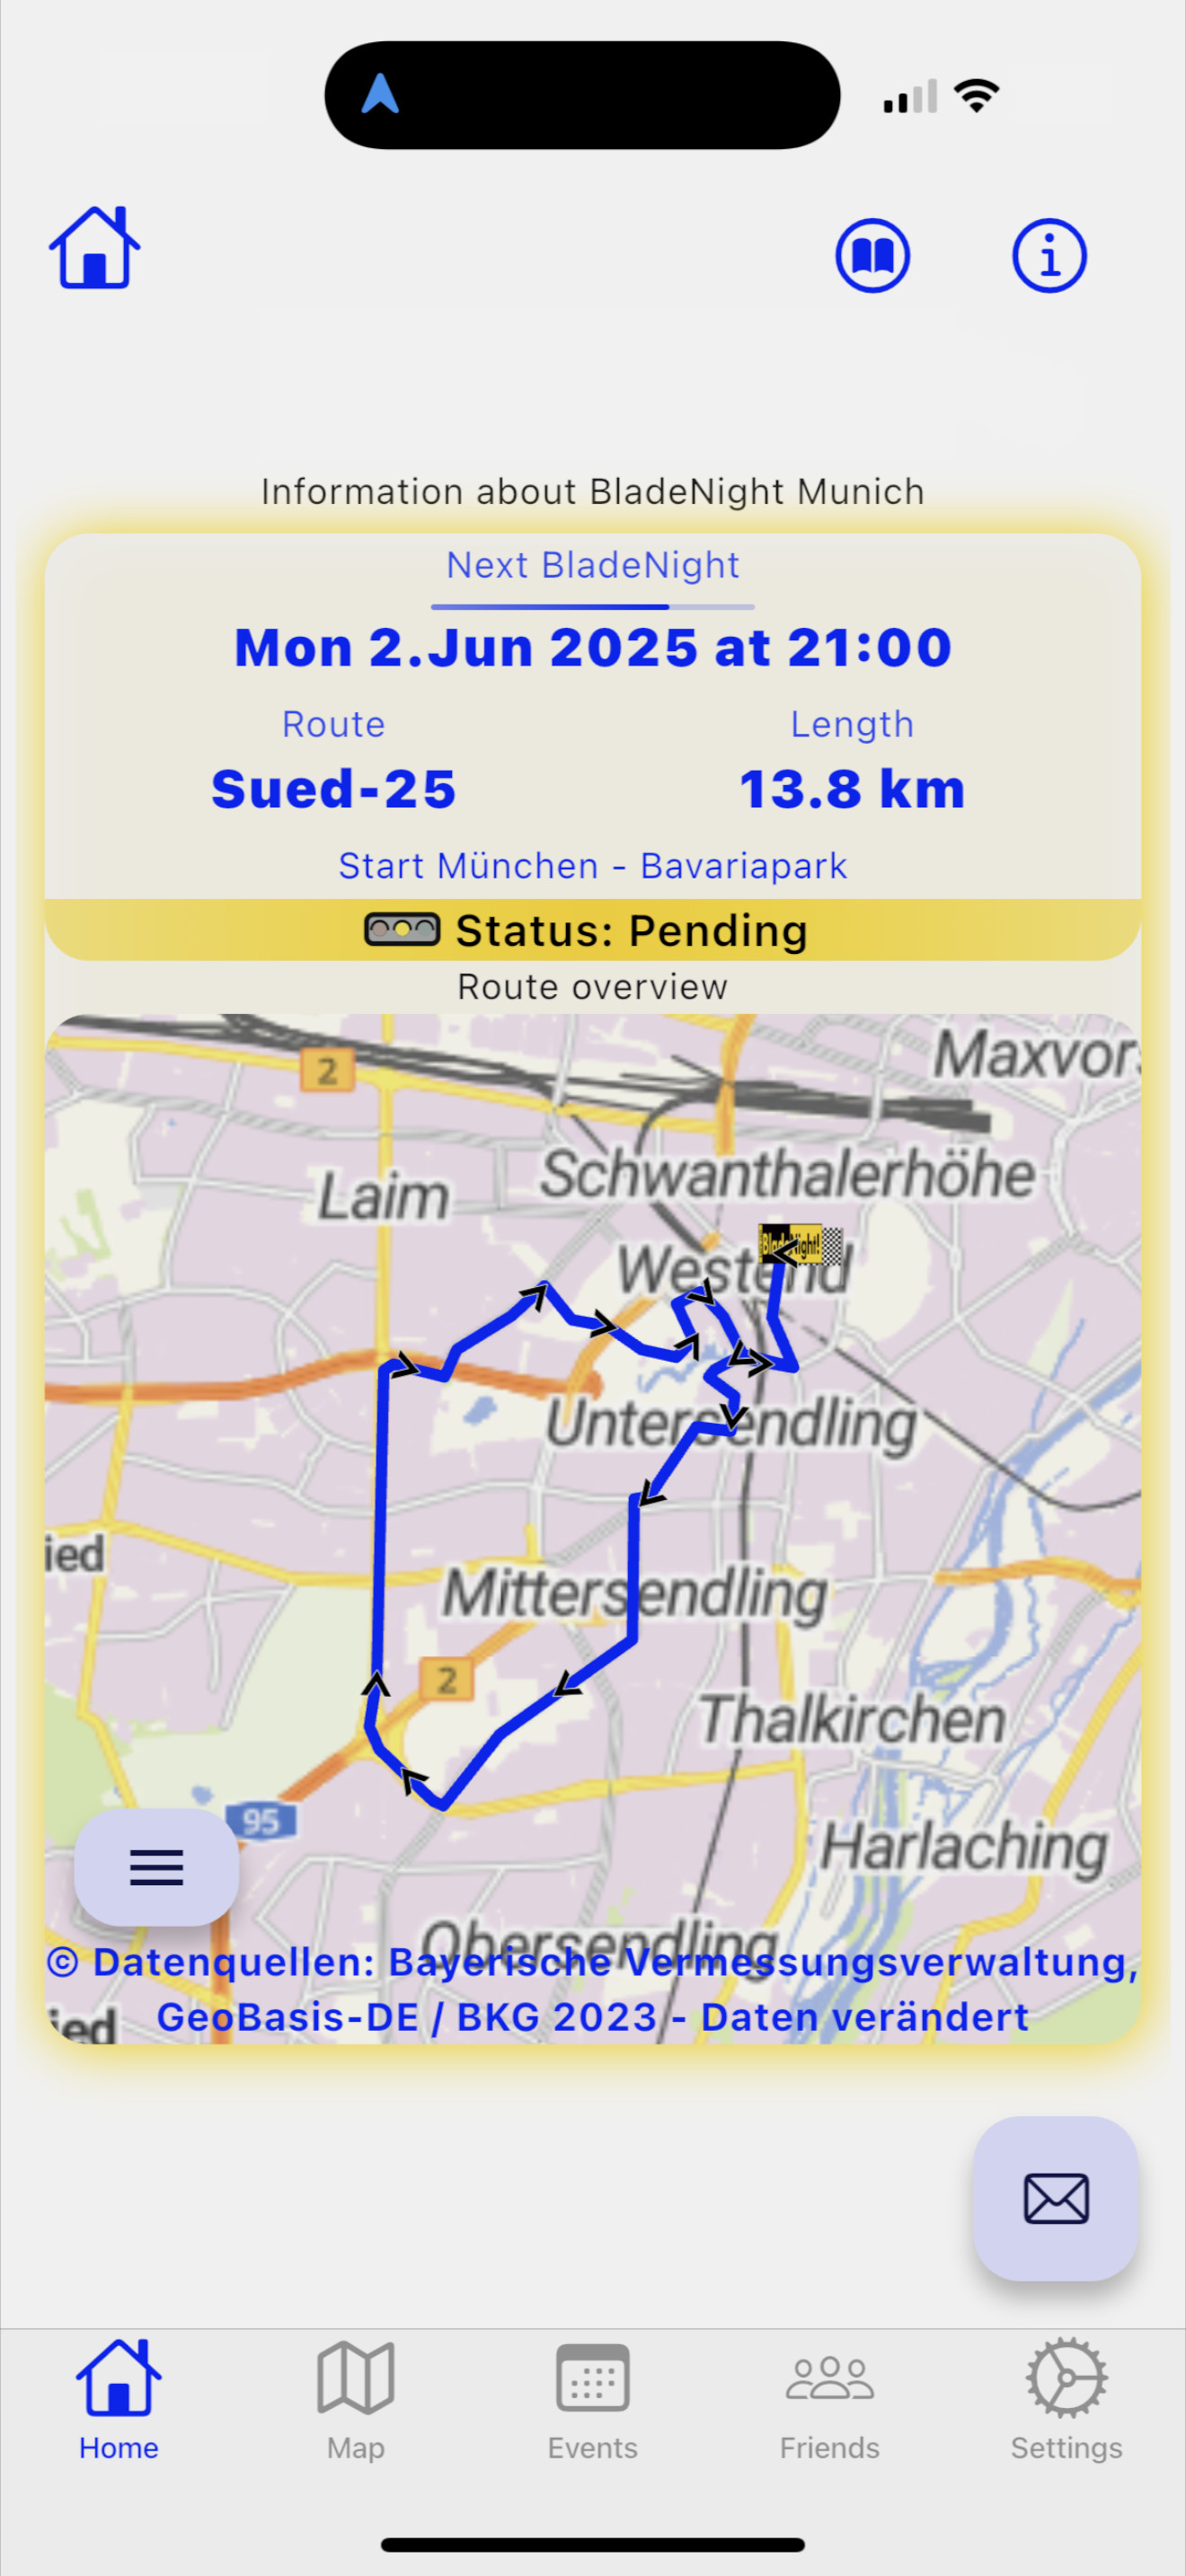 Information about BladeNight Munich
Next BladeNight
Mon 2.Jun 2025 at 21:00
Route
Length
Sued-25
13.8 km
Start München - Bavariapark
Status: Pending
Route overview
Maxvors
2
Schwanthalerhöhe
Laim
BladeNight!
Westend
Untersendling
ied
Mittersendling
2
Thalkirchen
95
Harlaching
Obersendling
© Datenquellen: Bayerische Vermessungsverwaltung,
GeoBasis-DE / BKG 2023 - Daten verändert
ied
Home
Map
Events
Friends
Settings